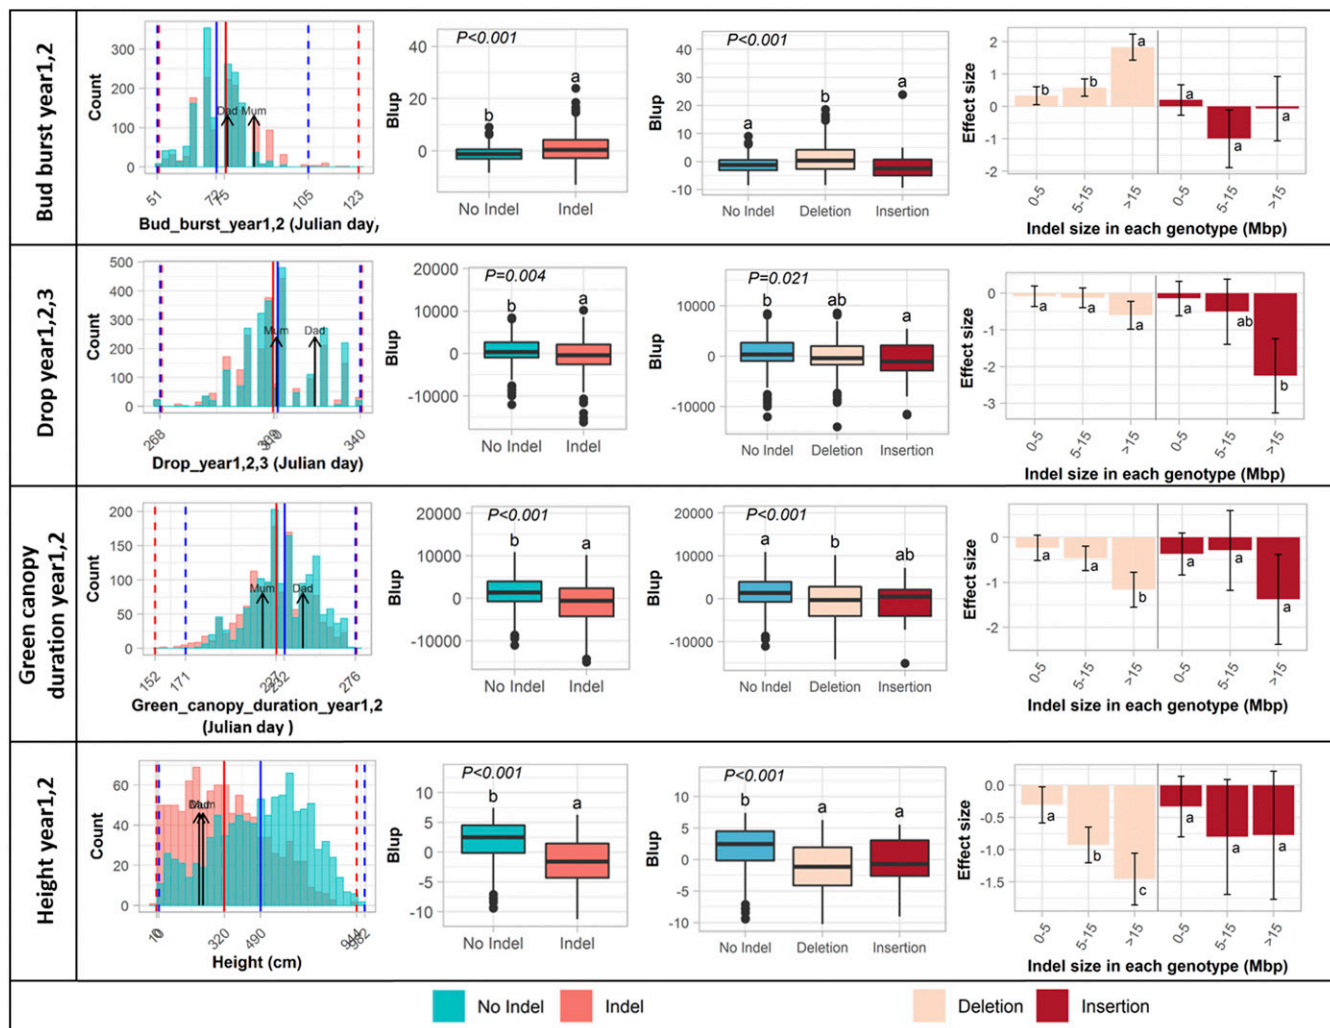 Bud burst year1,2
Count
300
200
100
0
Dad Mum
51
72
75
105
123
Bud_burst_year1,2 (Julian day,
Blup
40
20
0
P<0.001
b
a
No Indel
Indel
Blup
40
30
20
10
0
-10
P<0.001
a
b
a
No Indel
Deletion
Insertion
Effect size
2
1
0
-1
-2
b
b
a
a
a
a
0-5
5-15
>15
0-5
5-15
>15
Indel size in each genotype (Mbp)
Drop year1,2,3
Count
500
400
300
200
100
0
Mum
Dad
268
340
Drop_year1,2,3 (Julian day)
Blup
20000
10000
0
-10000
P=0.004
b
a
No Indel
Indel
Blup
10000
0
-10000
P=0.021
b
ab
a
No Indel
Deletion
Insertion
Effect size
0
-1
-2
-3
a
a
a
a
ab
b
0-5
5-15
>15
0-5
5-15
>15
Indel size in each genotype (Mbp)
Green canopy
duration year1,2
Count
200
150
100
50
0
Mum
Dad
152
171
227
232
276
Green_canopy_duration_year1,2
(Julian day )
Blup
20000
10000
0
-10000
P<0.001
b
a
No Indel
Indel
Blup
20000
10000
0
-10000
P<0.001
a
b
ab
No Indel
Deletion
Insertion
Effect size
0
-1
-2
a
a
b
a
a
a
0-5
5-15
>15
0-5
5-15
>15
Indel size in each genotype (Mbp)
Height year1,2
Count
60
40
20
0
320
490
Height (cm)
Blup
10
5
0
-5
-10
P<0.001
b
a
No Indel
Indel
Blup
10
5
0
-5
-10
P<0.001
b
a
a
No Indel
Deletion
Insertion
Effect size
0.0
-0.5
-1.0
-1.5
a
b
c
a
a
a
0-5
5-15
>15
0-5
5-15
>15
Indel size in each genotype (Mbp)
No Indel
Indel
Deletion
Insertion